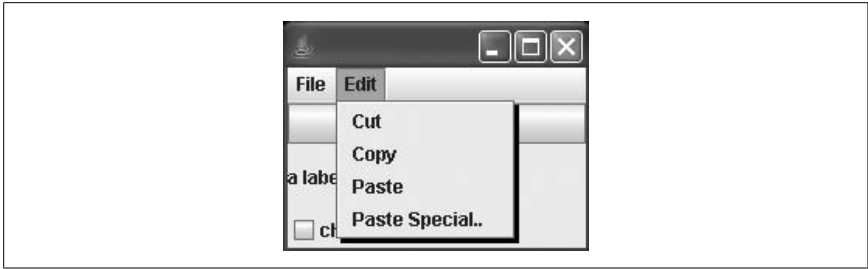 File Edit
Cut
Copy
a labe
Paste
Paste Special..
ch